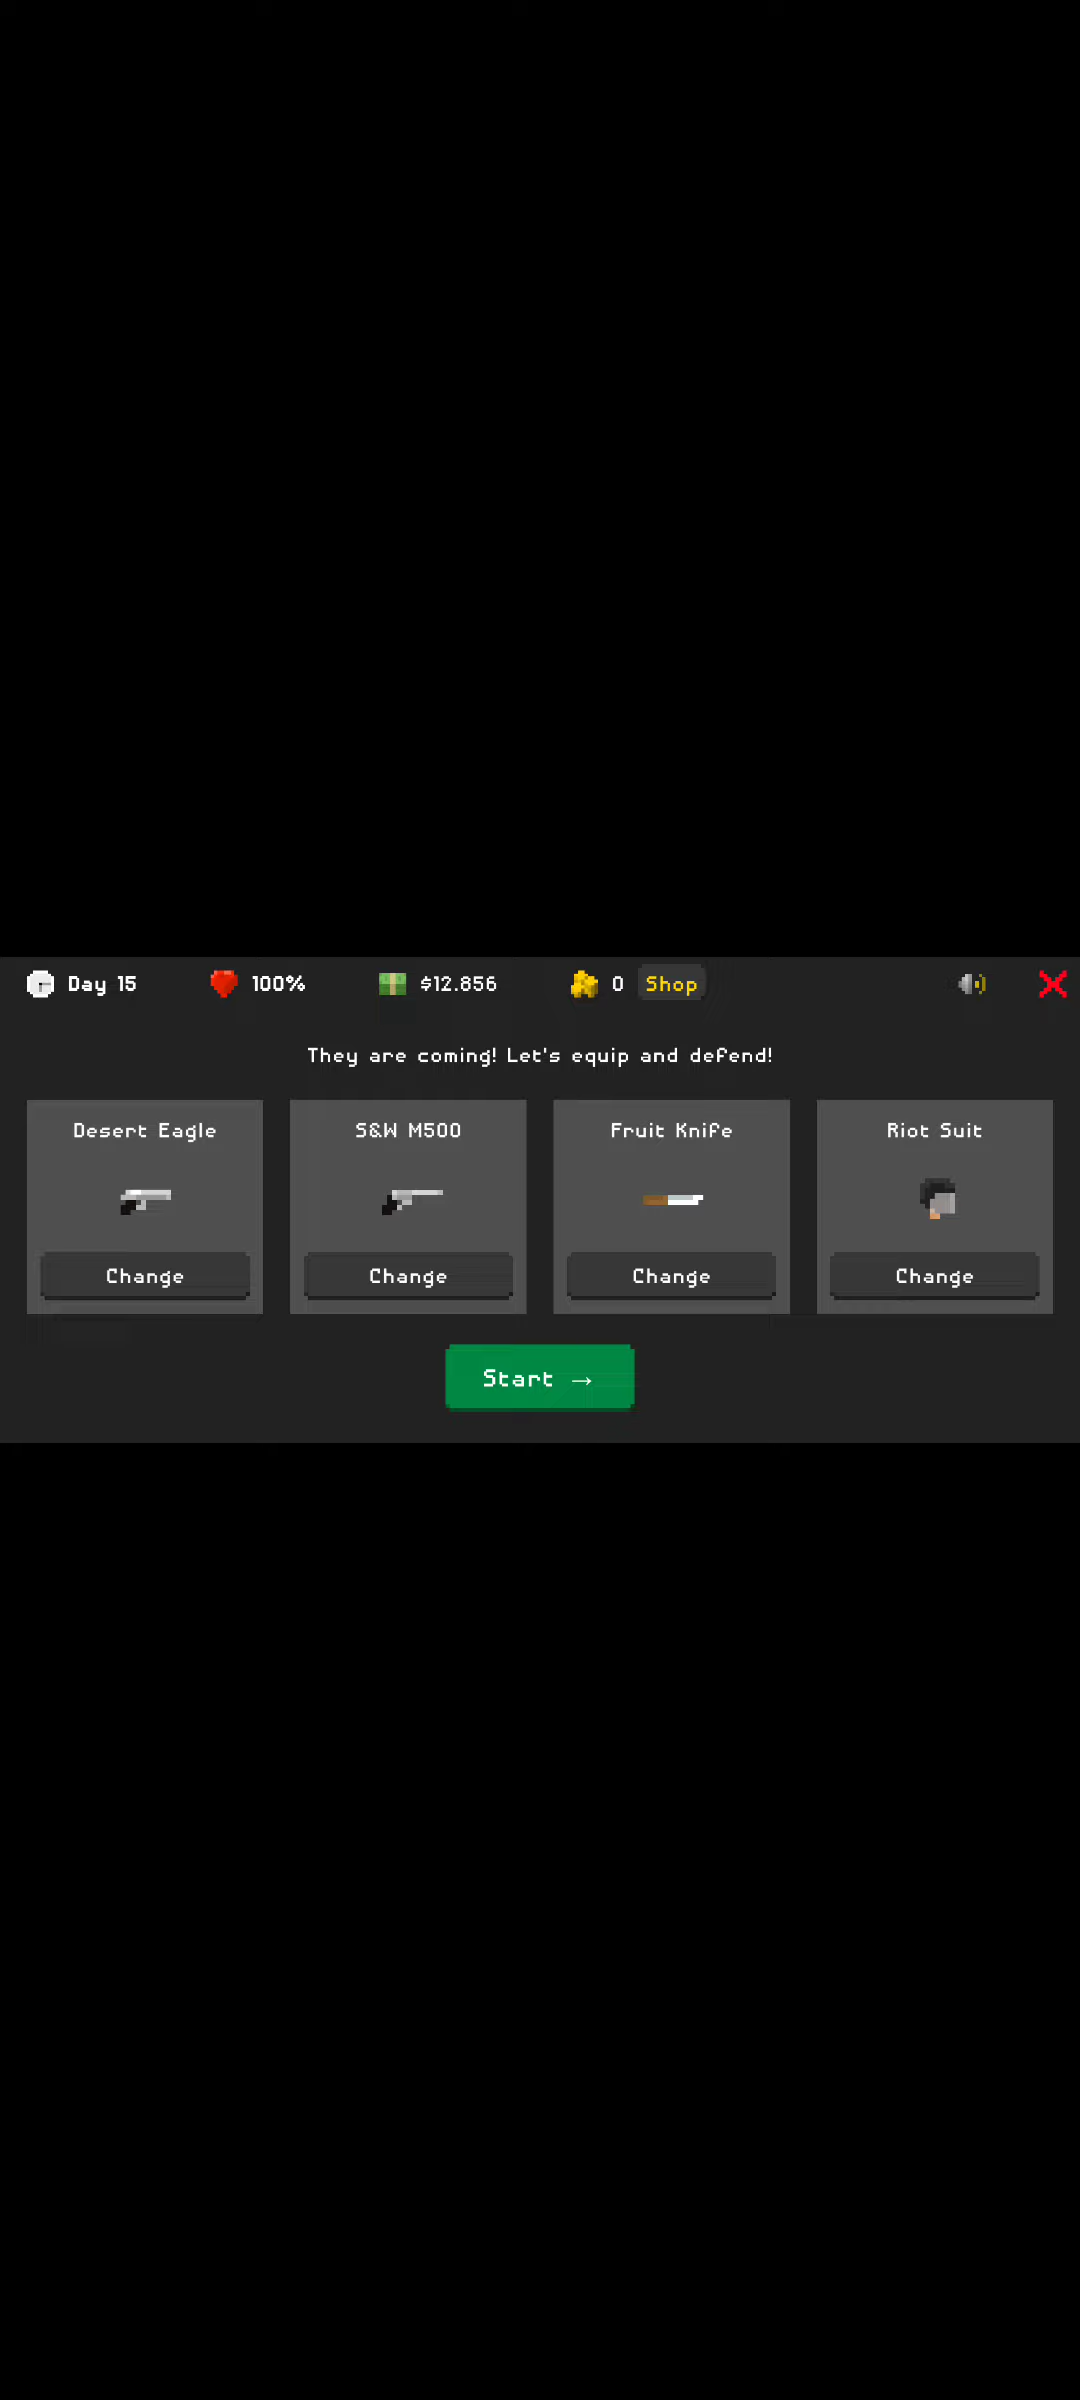 Day 15 100% $12.856 0 Shop
They are coming! Let's equip and defend!
Desert Eagle S&W M500 Fruit Knife Riot Suit
Change Change Change Change
Start →